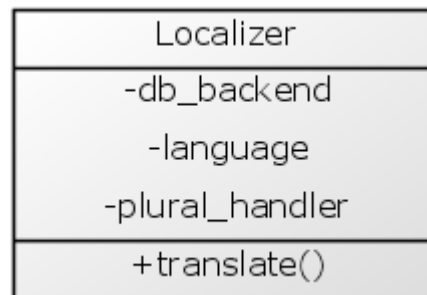 Localizer
-db_backend
-language
-plural_handler
+translate()